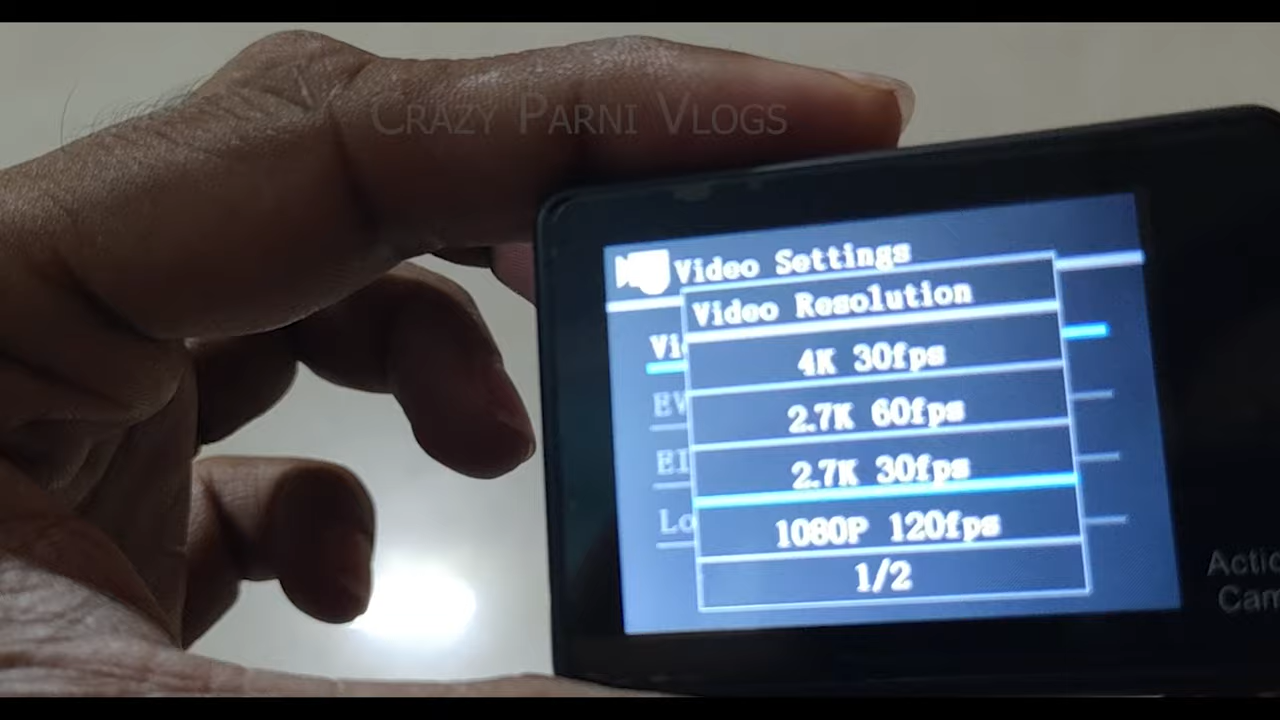 CRAZY PARNI VLOGS
Video Settings
Video Resolution
4K 30fps
2.7K 60fps
2.7K 30fps
1080P 120fps
1/2